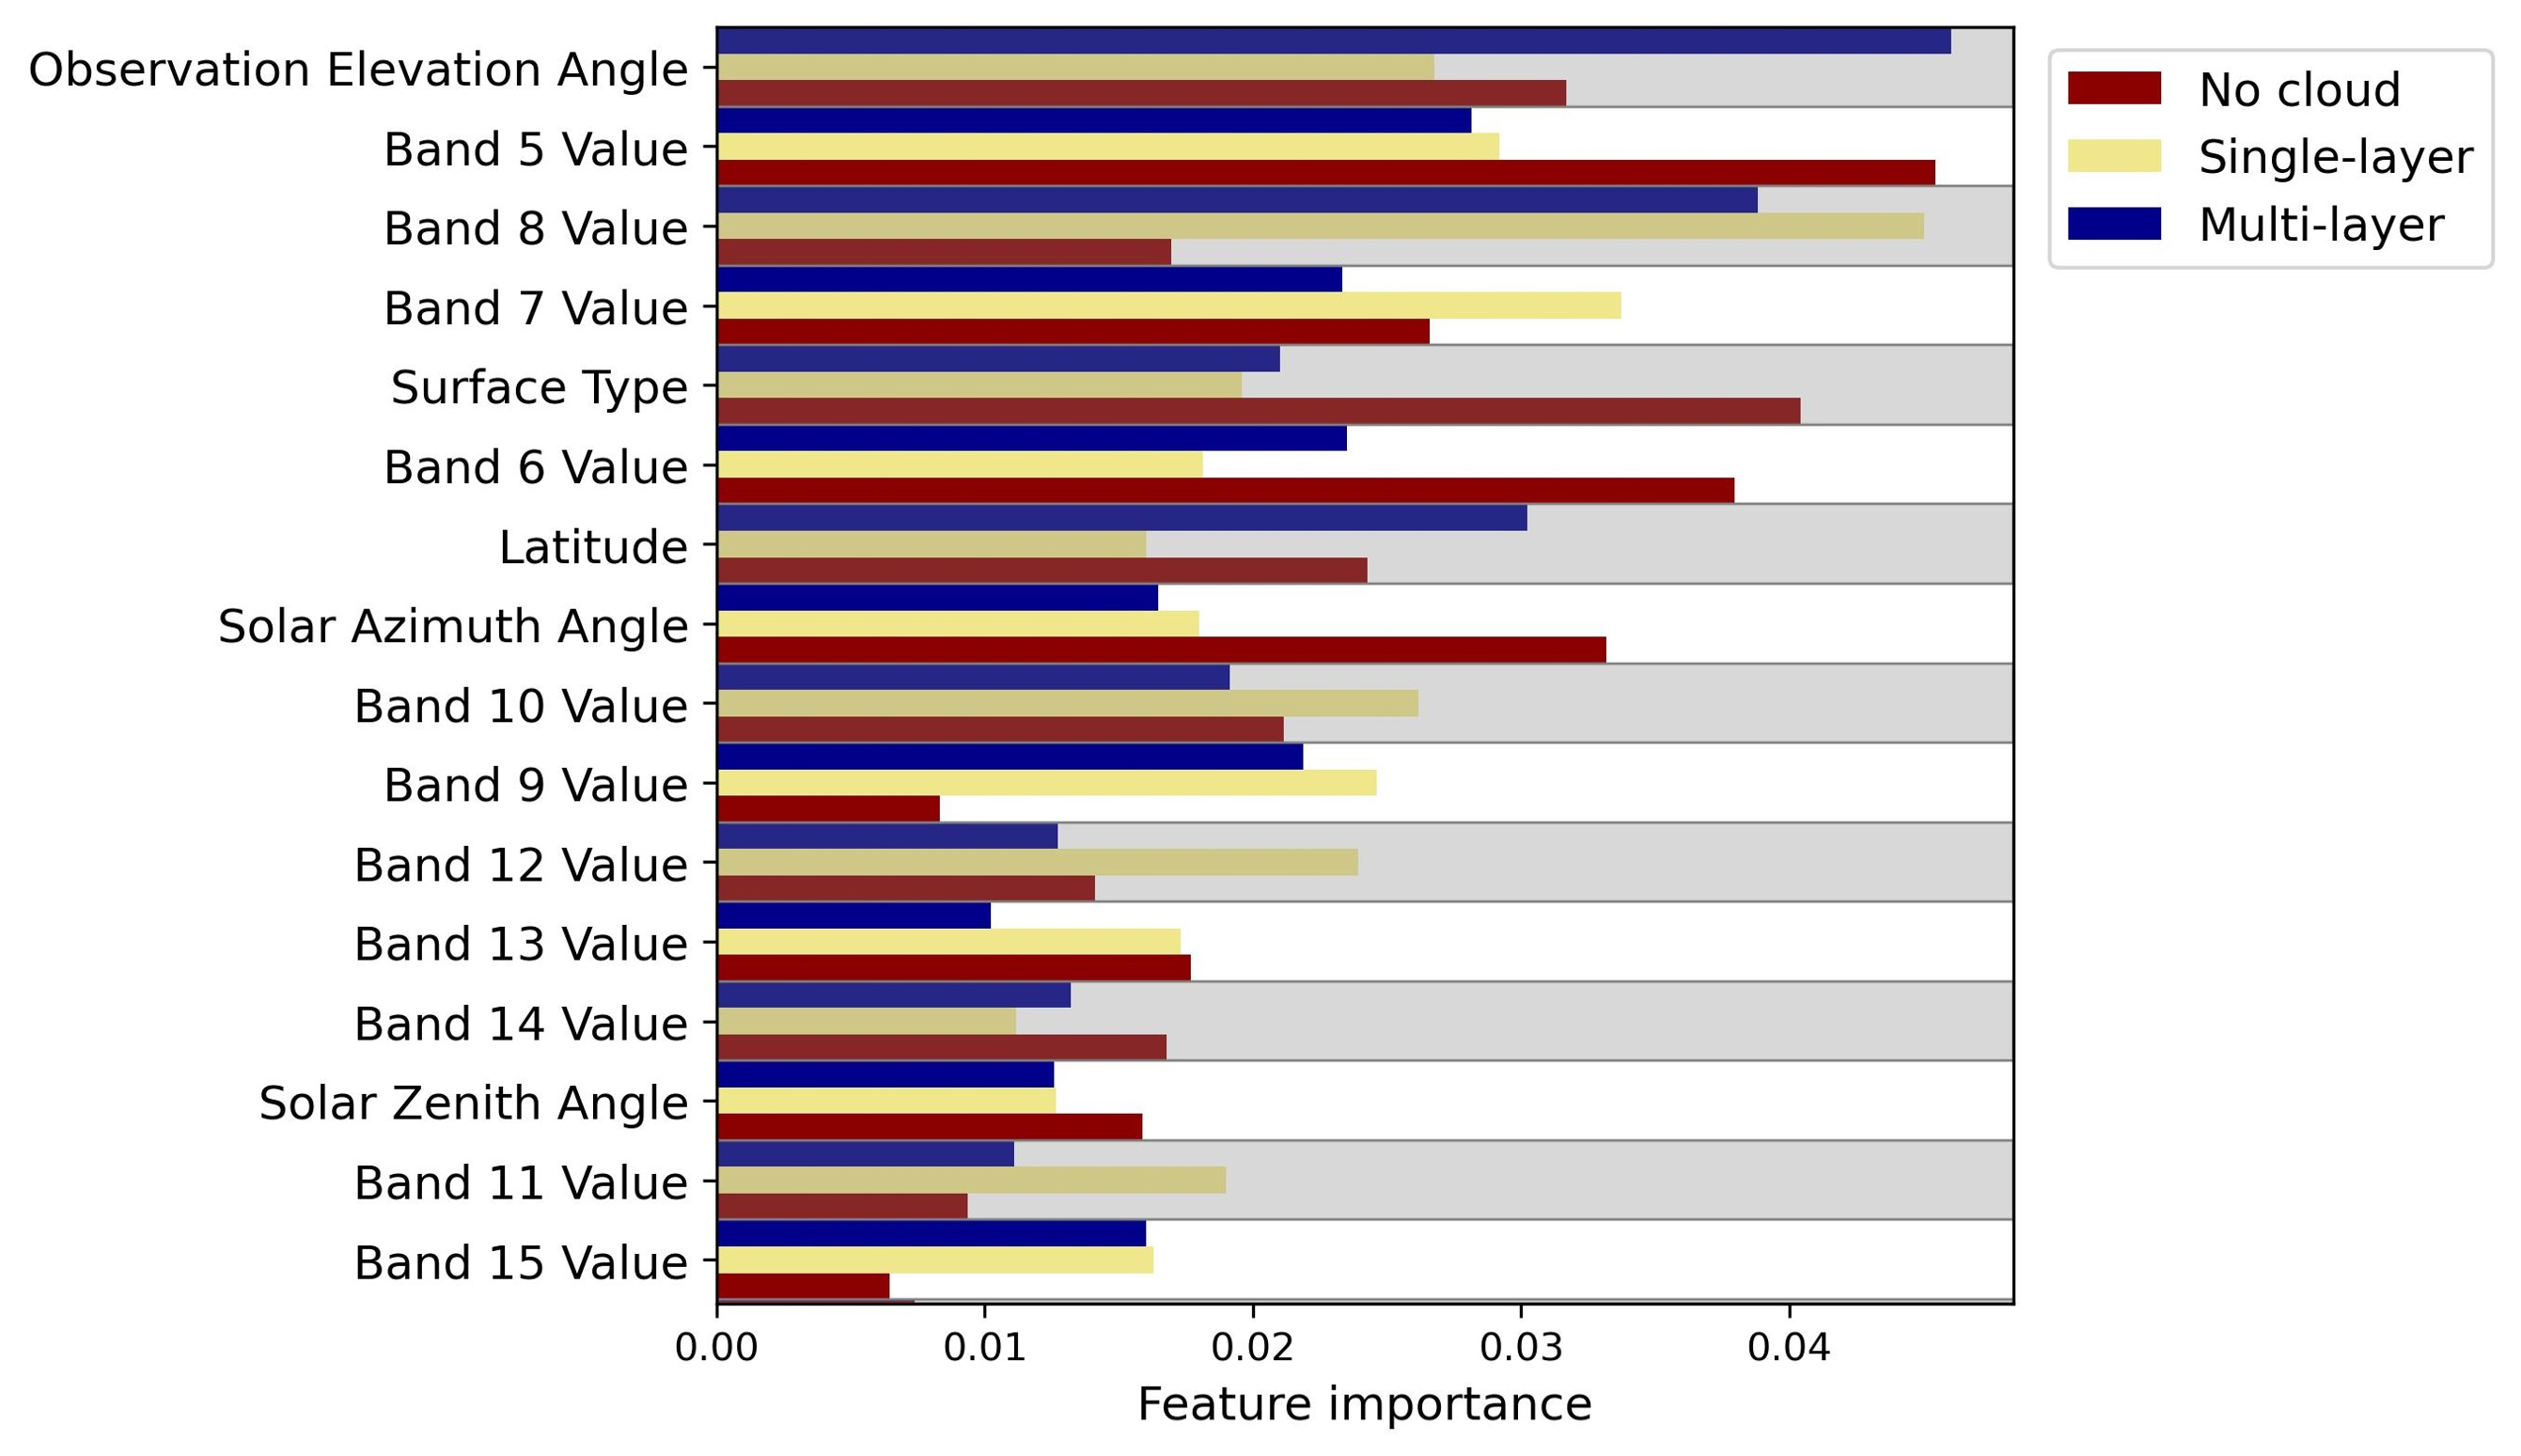 Observation Elevation Angle
Band 5 Value
Band 8 Value
Band 7 Value
Surface Type
Band 6 Value
Latitude
Solar Azimuth Angle
Band 10 Value
Band 9 Value
Band 12 Value
Band 13 Value
Band 14 Value
Solar Zenith Angle
Band 11 Value
Band 15 Value
0.00 0.01 0.02 0.03 0.04
Feature importance
No cloud
Single-layer
Multi-layer